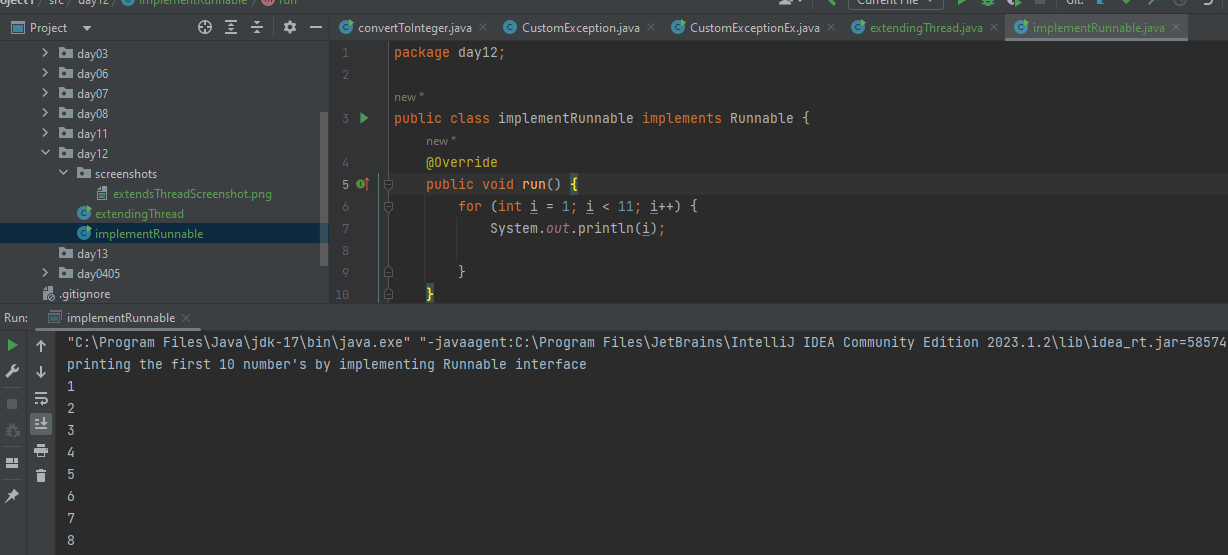 src day12 implementRunnable run
Current File
Git:
Project
day03
day06
day07
day08
day11
day12
screenshots
extendsThreadScreenshot.png
extendingThread
implementRunnable
day13
day0405
.gitignore
convertToInteger.java CustomException.java CustomExceptionEx.java extendingThread.java implementRunnable.java
1 package day12;
2
new *
3 public class implementRunnable implements Runnable {
new *
4 @Override
5 public void run() {
6 for (int i = 1; i < 11; i++) {
7 System.out.println(i);
8
9 }
10 }
Run: implementRunnable
"C:\Program Files\Java\jdk-17\bin\java.exe" "-javaagent:C:\Program Files\JetBrains\IntelliJ IDEA Community Edition 2023.1.2\lib\idea_rt.jar=58574
printing the first 10 number's by implementing Runnable interface
1
2
3
4
5
6
7
8